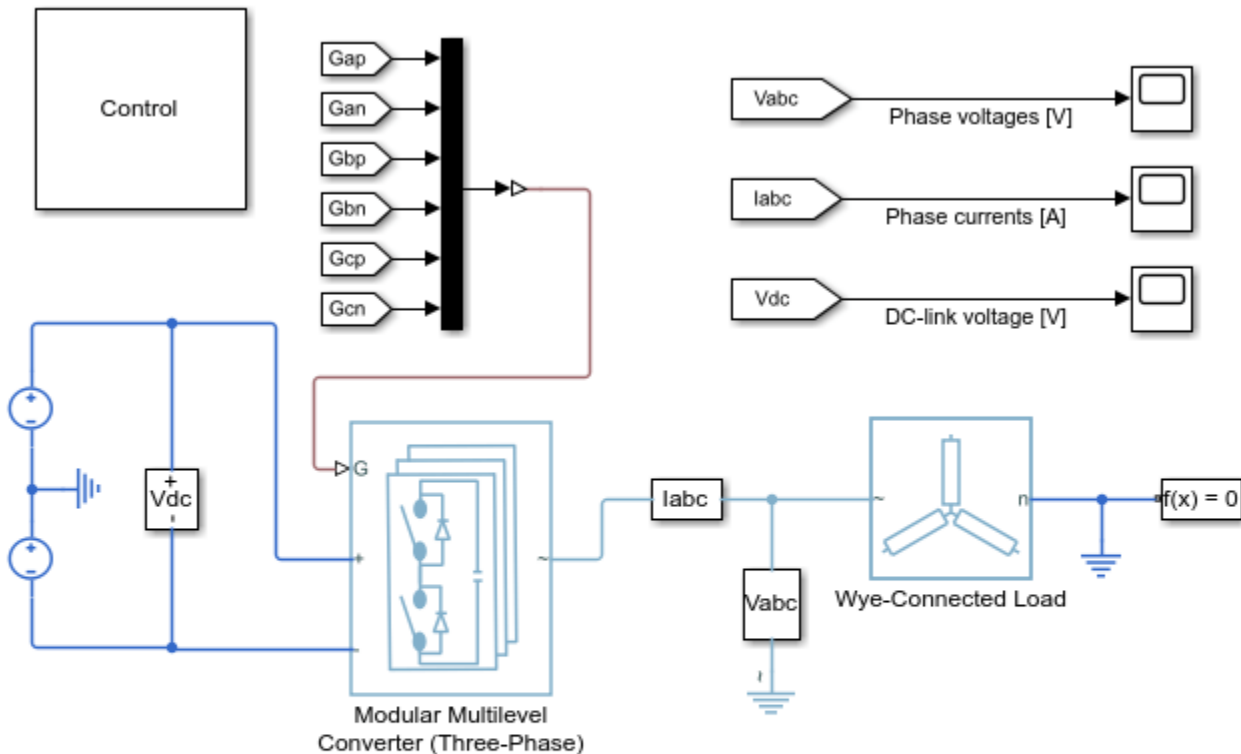 Control
Gap
Gan
Gbp
Gbn
Gcp
Gcn
Vabc
Phase voltages [V]
Iabc
Phase currents [A]
Vdc
DC-link voltage [V]
+
-
+
-
+
Vdc
-
G
+
-
~
Modular Multilevel
Converter (Three-Phase)
Iabc
Vabc
~
~
n
Wye-Connected Load
f(x) = 0